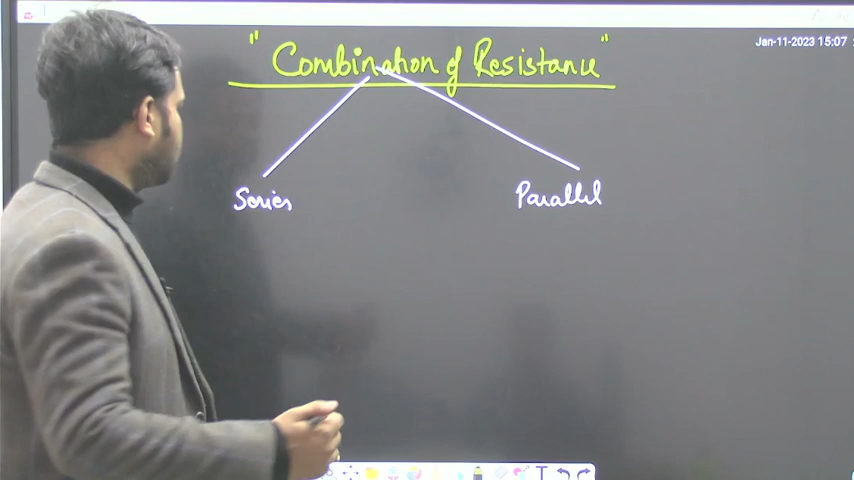 "Combination of Resistance"
Jan-11-2023 15:07
Series
Parallel
T